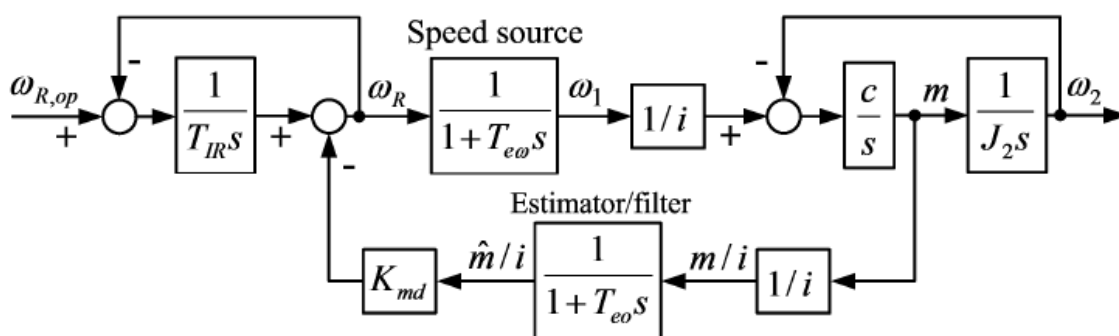 Speed source
ω_{R,op}
+
-
1
T_{IR}s
+
-
ω_R
1
1 + T_{eω}s
ω_1
1/i
+
-
c
s
m
1
J_2s
ω_2
Estimator/filter
K_{md}
m̂/i
1
1 + T_{eo}s
m/i
1/i